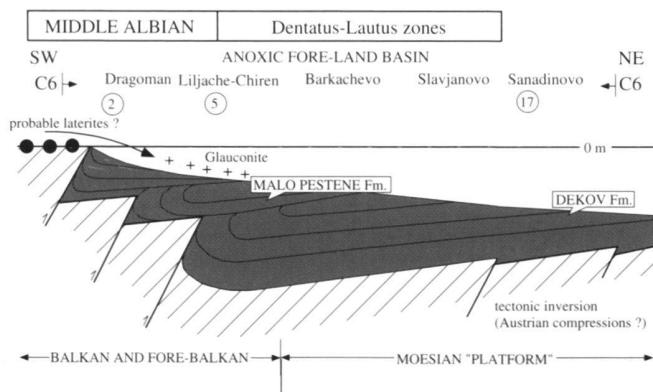 MIDDLE ALBIAN Dentatus-Lautus zones
SW ANOXIC FORE-LAND BASIN NE
C6 Dragoman Liljache-Chiren Barkachevo Slavjanovo Sanadinovo C6
2 5 17
probable laterites ?
0 m
Glauconite
MALO PESTENE Fm.
DEKOV Fm.
tectonic inversion
(Austrian compressions ?)
BALKAN AND FORE-BALKAN MOESIAN "PLATFORM"